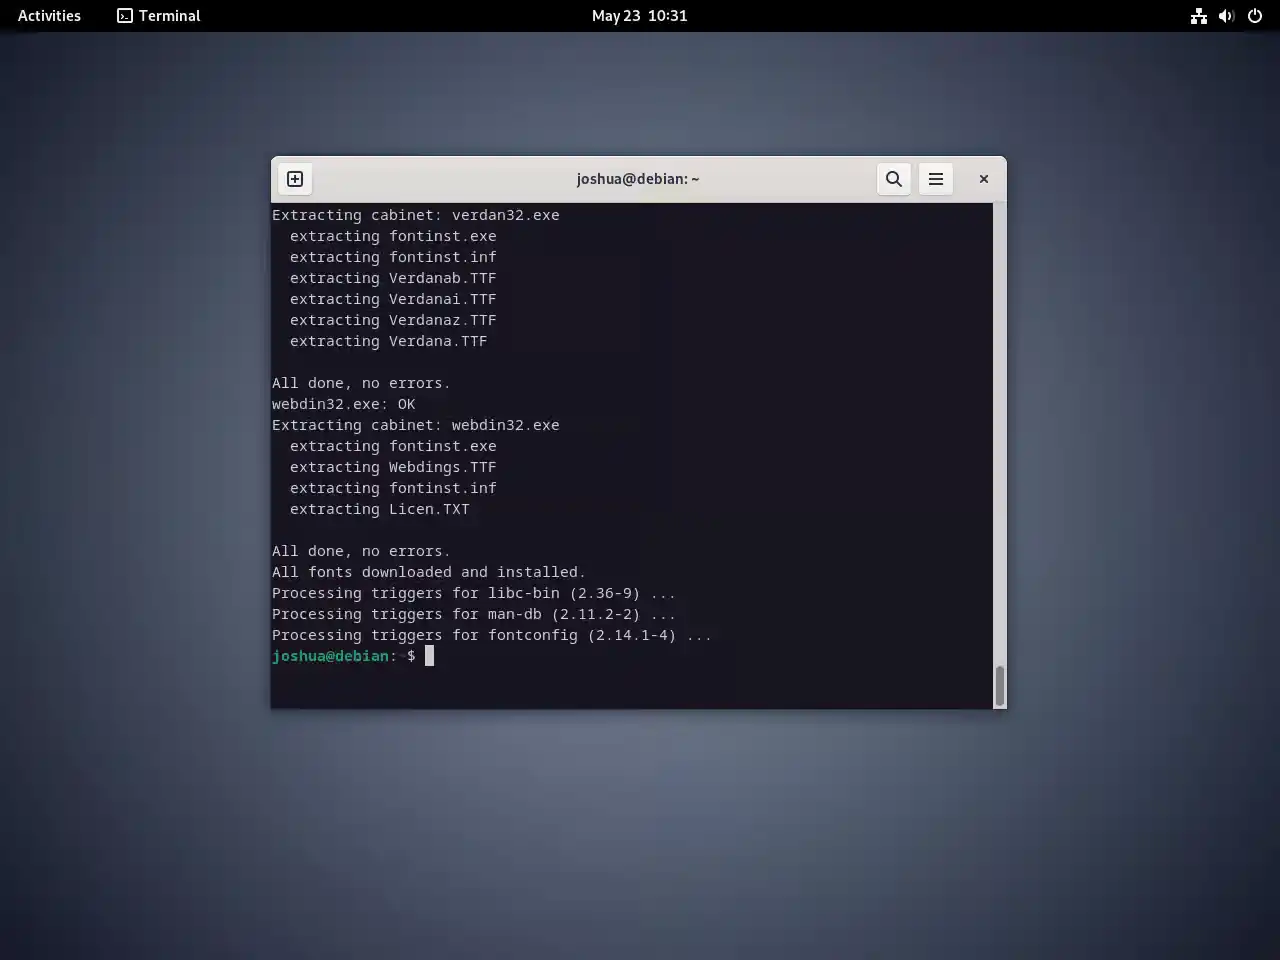 Activities
Terminal
May 23 10:31
joshua@debian: ~
Extracting cabinet: verdan32.exe
  extracting fontinst.exe
  extracting fontinst.inf
  extracting Verdanab.TTF
  extracting Verdanai.TTF
  extracting Verdanaz.TTF
  extracting Verdana.TTF

All done, no errors.
webdin32.exe: OK
Extracting cabinet: webdin32.exe
  extracting fontinst.exe
  extracting Webdings.TTF
  extracting fontinst.inf
  extracting Licen.TXT

All done, no errors.
All fonts downloaded and installed.
Processing triggers for libc-bin (2.36-9) ...
Processing triggers for man-db (2.11.2-2) ...
Processing triggers for fontconfig (2.14.1-4) ...
joshua@debian:~$